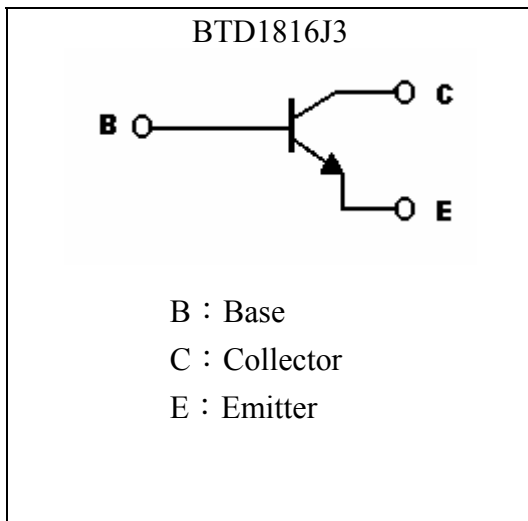 BTD1816J3
C
B
E
B：Base
C：Collector
E：Emitter